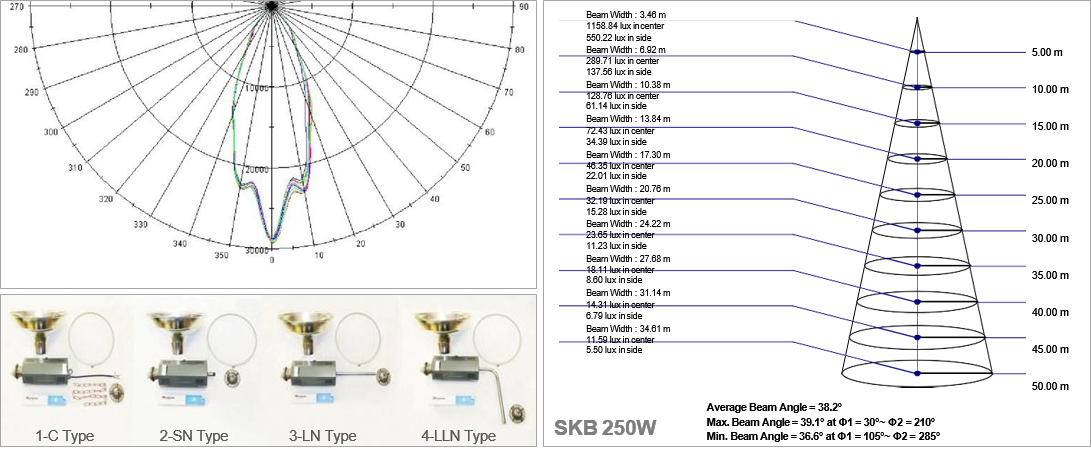 270
90
280
80
290
70
300
60
310
50
320
40
330
30
340
20
350
10
0
10000
20000
30000
1-C Type
2-SN Type
3-LN Type
4-LLN Type
Beam Width : 3.46 m
1158.84 lux in center
550.22 lux in side
Beam Width : 6.92 m
289.71 lux in center
137.56 lux in side
Beam Width : 10.38 m
128.76 lux in center
61.14 lux in side
Beam Width : 13.84 m
72.43 lux in center
34.39 lux in side
Beam Width : 17.30 m
46.35 lux in center
22.01 lux in side
Beam Width : 20.76 m
32.19 lux in center
15.28 lux in side
Beam Width : 24.22 m
23.65 lux in center
11.23 lux in side
Beam Width : 27.68 m
18.11 lux in center
8.60 lux in side
Beam Width : 31.14 m
14.31 lux in center
6.79 lux in side
Beam Width : 34.61 m
11.59 lux in center
5.50 lux in side
5.00 m
10.00 m
15.00 m
20.00 m
25.00 m
30.00 m
35.00 m
40.00 m
45.00 m
50.00 m
SKB 250W
Average Beam Angle = 38.2º
Max. Beam Angle = 39.1º at Φ1 = 30º~ Φ2 = 210º
Min. Beam Angle = 36.6º at Φ1 = 105º~ Φ2 = 285º